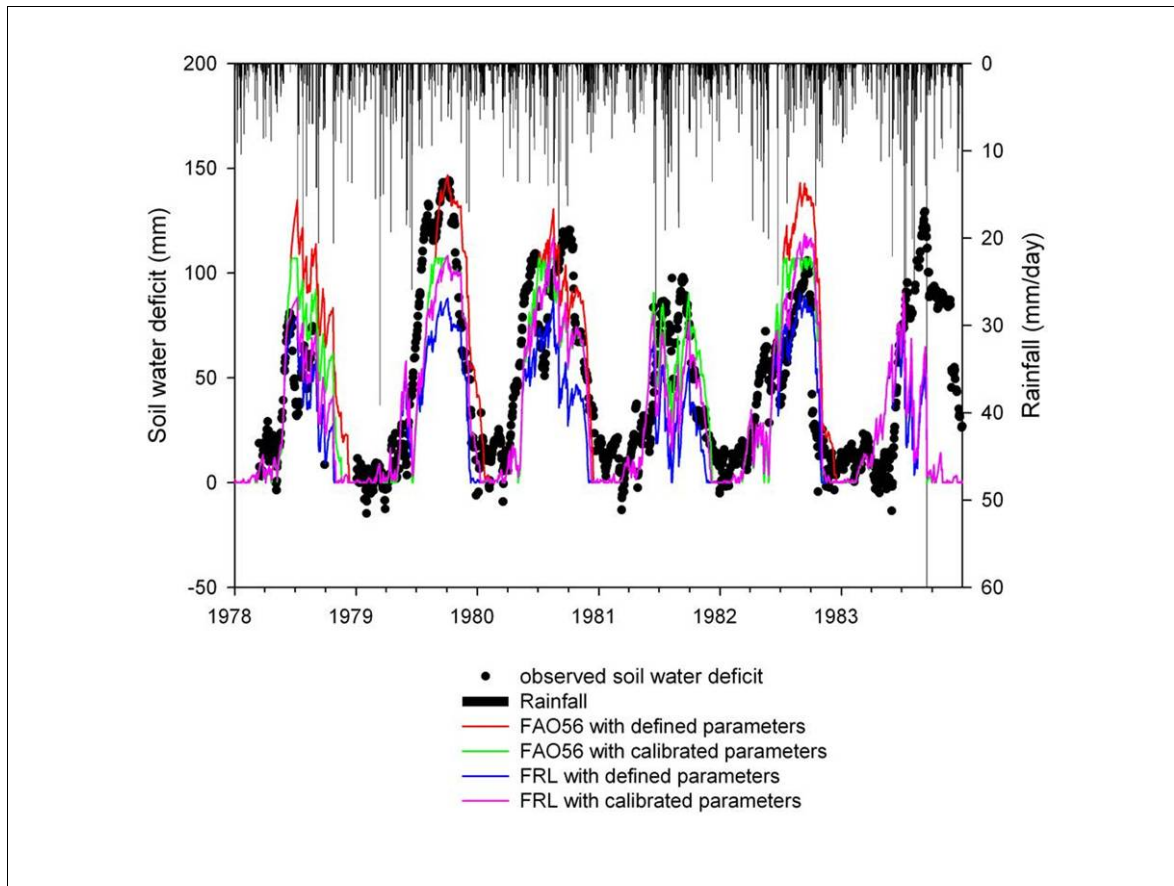 200
150
100
50
0
-50
Soil water deficit (mm)
0
10
20
30
40
50
60
Rainfall (mm/day)
1978
1979
1980
1981
1982
1983
observed soil water deficit
Rainfall
FAO56 with defined parameters
FAO56 with calibrated parameters
FRL with defined parameters
FRL with calibrated parameters